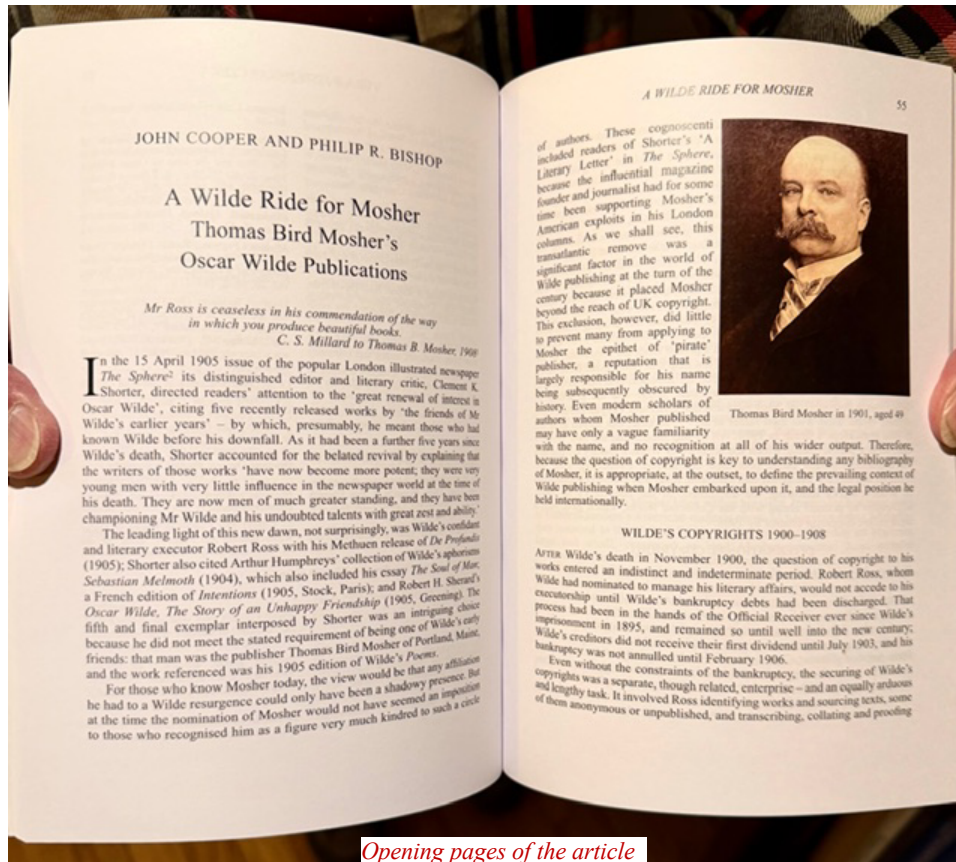 JOHN COOPER AND PHILIP R. BISHOP
A Wilde Ride for Mosher
Thomas Bird Mosher's
Oscar Wilde Publications
Mr Ross is ceaseless in his commendation of the way
in which you produce beautiful books.
C. S. Millard to Thomas B. Mosher, 1908
In the 15 April 1905 issue of the popular London illustrated newspaper
The Sphere² its distinguished editor and literary critic, Clement K.
Shorter, directed readers' attention to the 'great renewal of interest in
Oscar Wilde', citing five recently released works by 'the friends of Mr
Wilde's earlier years' – by which, presumably, he meant those who had
known Wilde before his downfall. As it had been a further five years since
Wilde's death, Shorter accounted for the belated revival by explaining that
the writers of those works 'have now become more potent; they were very
young men with very little influence in the newspaper world at the time of
his death. They are now men of much greater standing, and they have been
championing Mr Wilde and his undoubted talents with great zest and ability.'
The leading light of this new dawn, not surprisingly, was Wilde's confidant
and literary executor Robert Ross with his Methuen release of De Profundis
(1905); Shorter also cited Arthur Humphreys' collection of Wilde's aphorisms
Sebastian Melmoth (1904), which also included his essay The Soul of Man;
a French edition of Intentions (1905, Stock, Paris); and Robert H. Sherard's
Oscar Wilde, The Story of an Unhappy Friendship (1905, Greening). The
fifth and final exemplar interposed by Shorter was an intriguing choice
because he did not meet the stated requirement of being one of Wilde's early
friends: that man was the publisher Thomas Bird Mosher of Portland, Maine,
and the work referenced was his 1905 edition of Wilde's Poems.
For those who know Mosher today, the view would be that any affiliation
he had to a Wilde resurgence could only have been a shadowy presence. But
at the time the nomination of Mosher would not have seemed an imposition
to those who recognised him as a figure very much kindred to such a circle
A WILDE RIDE FOR MOSHER
55
of authors. These cognoscenti
included readers of Shorter's 'A
Literary Letter' in The Sphere,
because the influential magazine
founder and journalist had for some
time been supporting Mosher's
American exploits in his London
columns. As we shall see, this
transatlantic remove was a
significant factor in the world of
Wilde publishing at the turn of the
century because it placed Mosher
beyond the reach of UK copyright.
This exclusion, however, did little
to prevent many from applying to
Mosher the epithet of 'pirate'
publisher, a reputation that is
largely responsible for his name
being subsequently obscured by
history. Even modern scholars of
authors whom Mosher published
may have only a vague familiarity
with the name, and no recognition at all of his wider output. Therefore,
because the question of copyright is key to understanding any bibliography
of Mosher, it is appropriate, at the outset, to define the prevailing context of
Wilde publishing when Mosher embarked upon it, and the legal position he
held internationally.
Thomas Bird Mosher in 1901, aged 49
WILDE'S COPYRIGHTS 1900–1908
AFTER Wilde's death in November 1900, the question of copyright to his
works entered an indistinct and indeterminate period. Robert Ross, whom
Wilde had nominated to manage his literary affairs, would not accede to his
executorship until Wilde's bankruptcy debts had been discharged. That
process had been in the hands of the Official Receiver ever since Wilde's
imprisonment in 1895, and remained so until well into the new century;
Wilde's creditors did not receive their first dividend until July 1903, and his
bankruptcy was not annulled until February 1906.
Even without the constraints of the bankruptcy, the securing of Wilde's
copyrights was a separate, though related, enterprise – and an equally arduous
and lengthy task. It involved Ross identifying works and sourcing texts, some
of them anonymous or unpublished, and transcribing, collating and proofing
Opening pages of the article